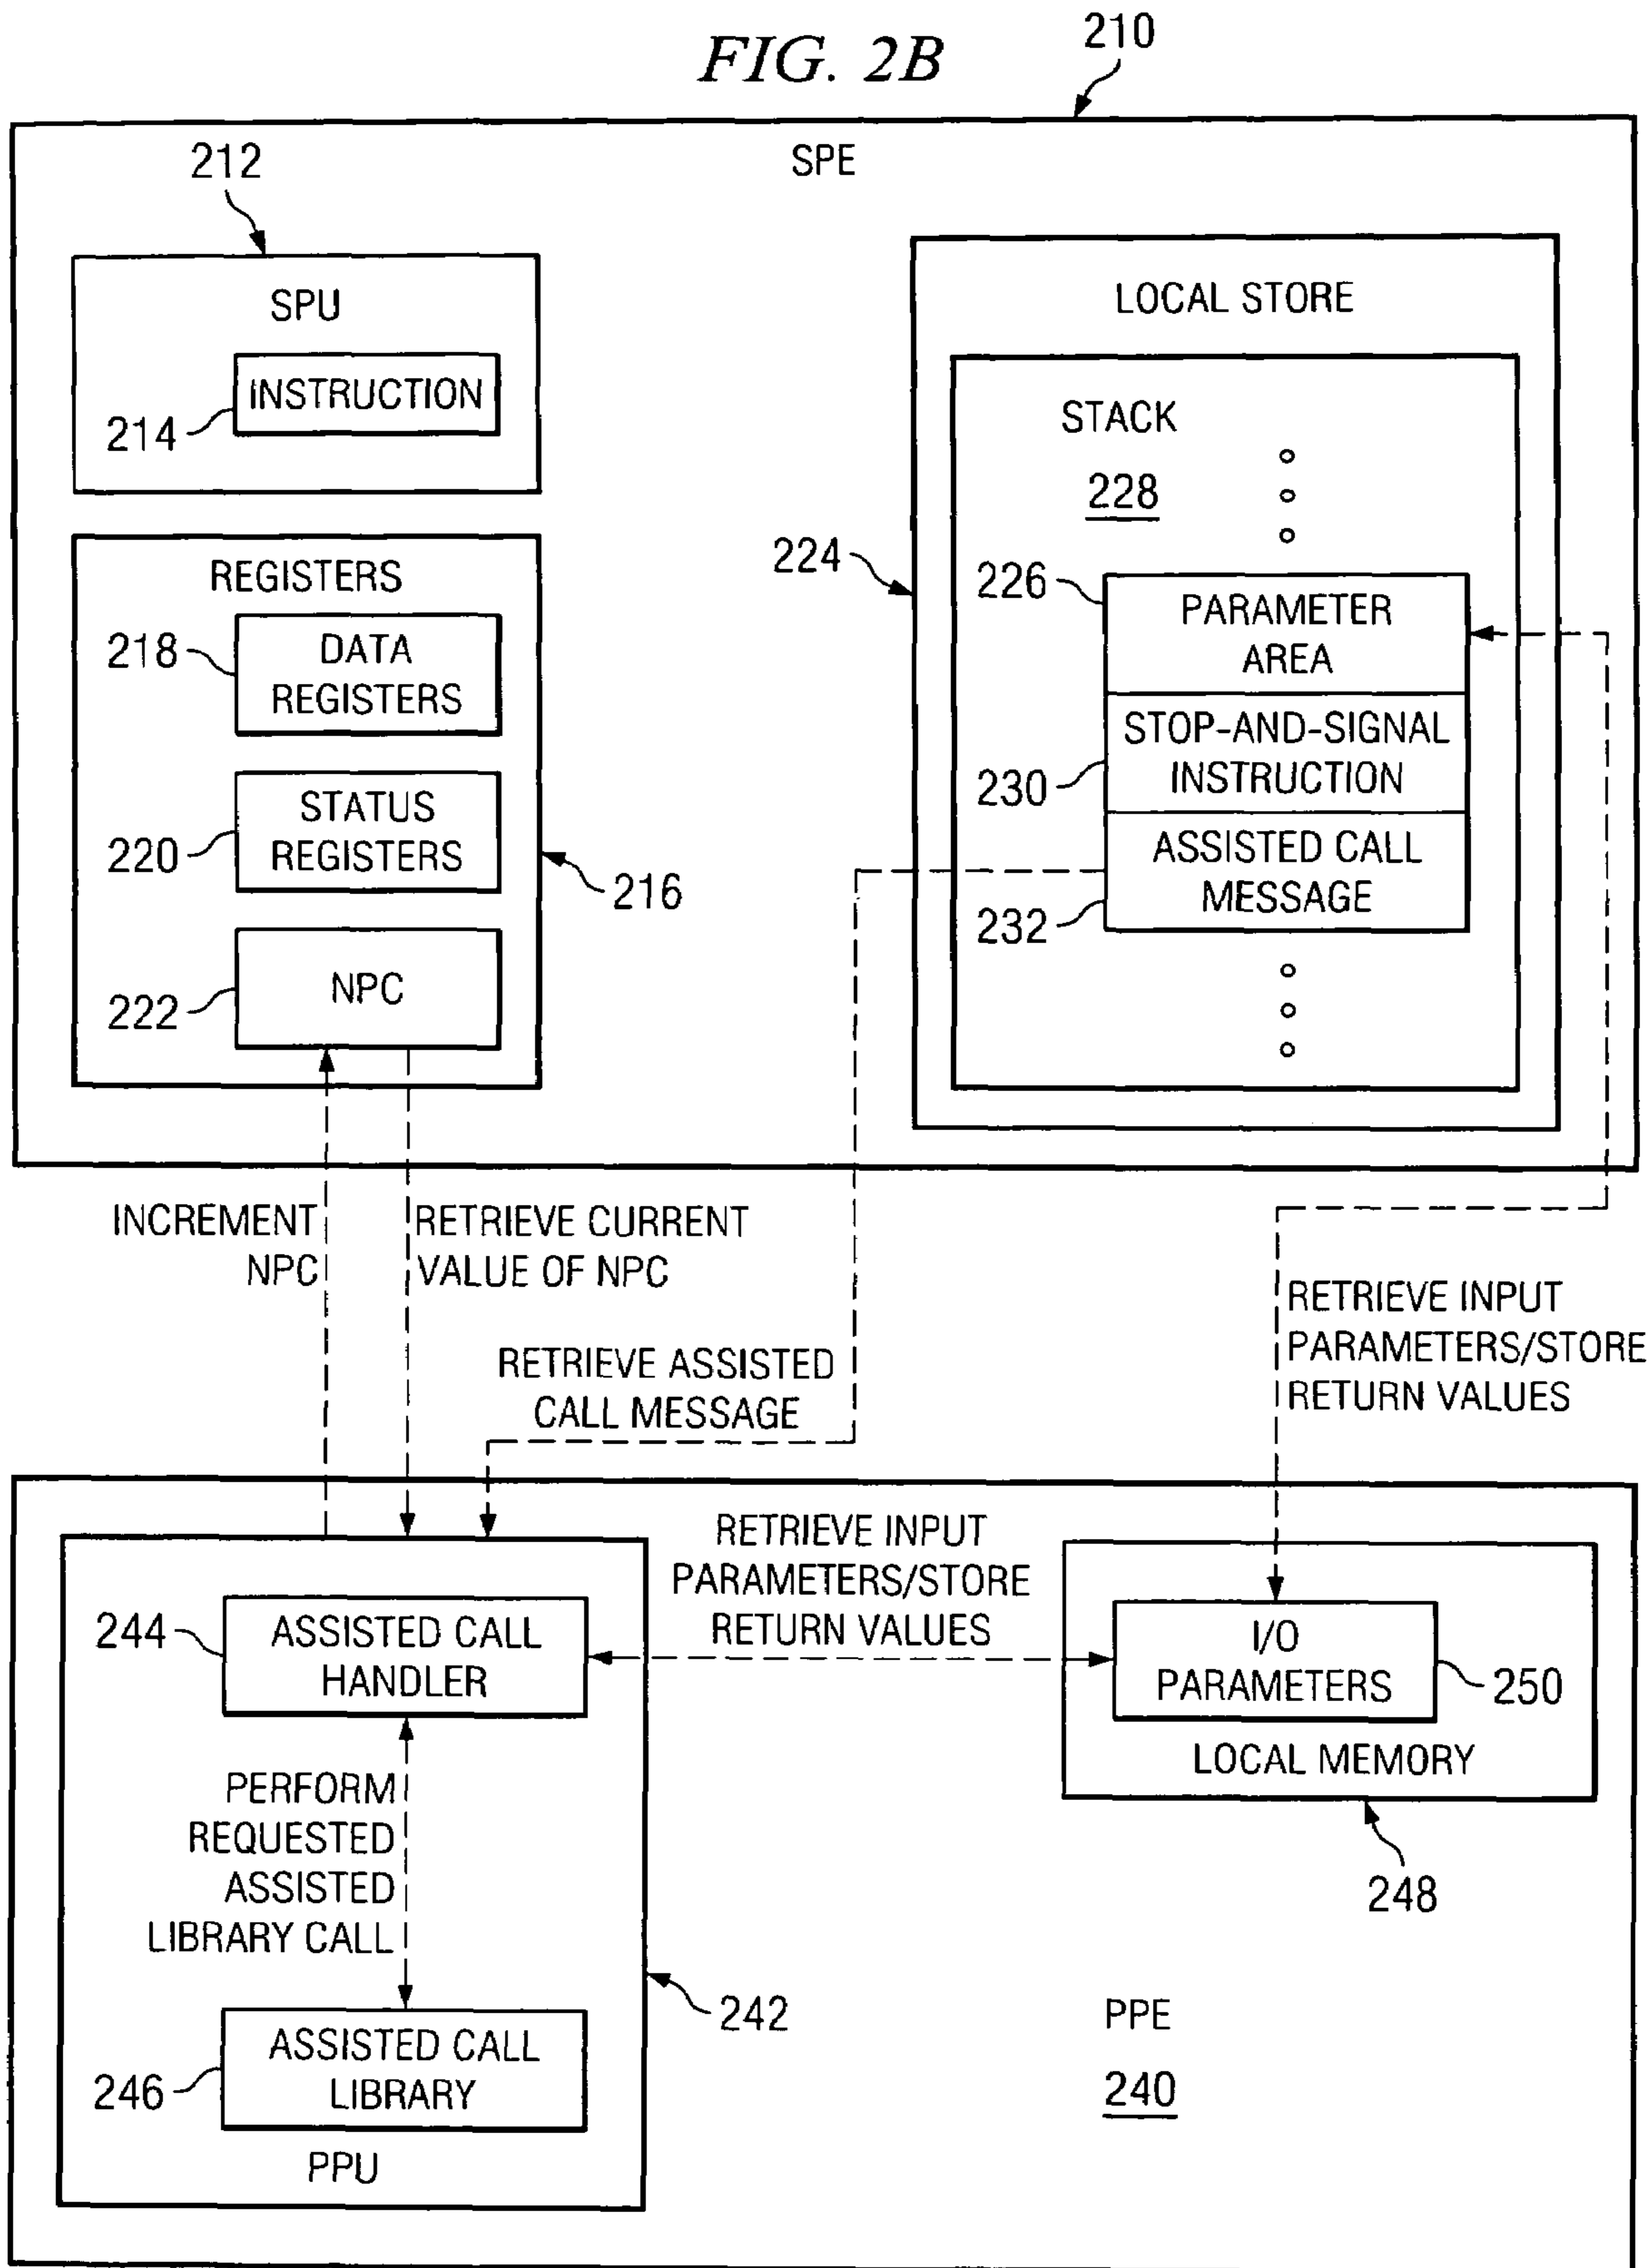 FIG. 2B
210
SPE
212
SPU
INSTRUCTION
214
REGISTERS
218
DATA
REGISTERS
220
STATUS
REGISTERS
216
222
NPC
LOCAL STORE
STACK
228
224
226
PARAMETER
AREA
230
STOP-AND-SIGNAL
INSTRUCTION
232
ASSISTED CALL
MESSAGE
INCREMENT
NPC
RETRIEVE CURRENT
VALUE OF NPC
RETRIEVE ASSISTED
CALL MESSAGE
RETRIEVE INPUT
PARAMETERS/STORE
RETURN VALUES
244
ASSISTED CALL
HANDLER
RETRIEVE INPUT
PARAMETERS/STORE
RETURN VALUES
I/O
PARAMETERS
250
LOCAL MEMORY
248
PERFORM
REQUESTED
ASSISTED
LIBRARY CALL
242
246
ASSISTED CALL
LIBRARY
PPU
PPE
240